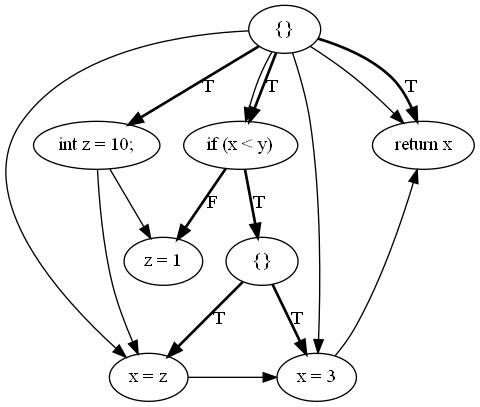 {}
T
T
T
int z = 10;
if (x < y)
return x
F
T
z = 1
{}
T
T
x = z
x = 3